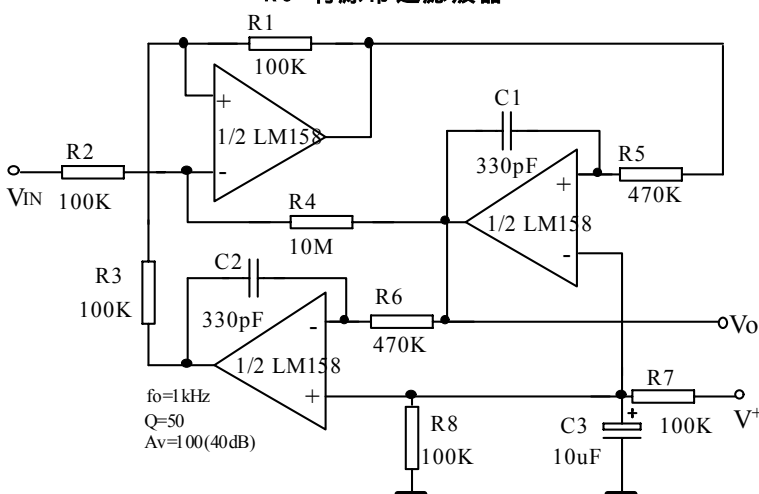 R1
100K
C1
+
1/2 LM158
330pF
R5
R2
-
+
VIN
100K
470K
R4
1/2 LM158
10M
-
R3
C2
100K
R6
330pF
-
Vo
470K
1/2 LM158
R7
fo=1kHz
+
Q=50
R8
C3
+
100K
V+
Av=100(40dB)
100K
10uF